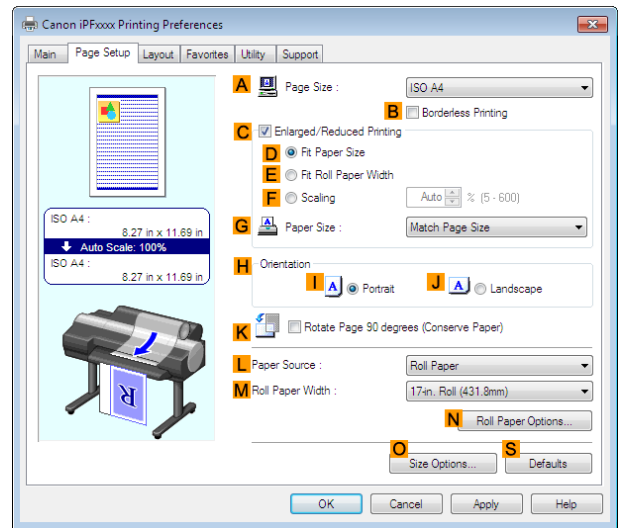 Canon iPFxxxx Printing Preferences
Main Page Setup Layout Favorites Utility Support
A Page Size : ISO A4
B Borderless Printing
C Enlarged/Reduced Printing
D Fit Paper Size
E Fit Roll Paper Width
F Scaling Auto % (5 - 600)
G Paper Size : Match Page Size
ISO A4 :
8.27 in x 11.69 in
Auto Scale: 100%
ISO A4 :
8.27 in x 11.69 in
H Orientation
I A Portrait J A Landscape
K Rotate Page 90 degrees (Conserve Paper)
L Paper Source : Roll Paper
M Roll Paper Width : 17-in. Roll (431.8mm)
N Roll Paper Options...
O Size Options... S Defaults
R
OK Cancel Apply Help